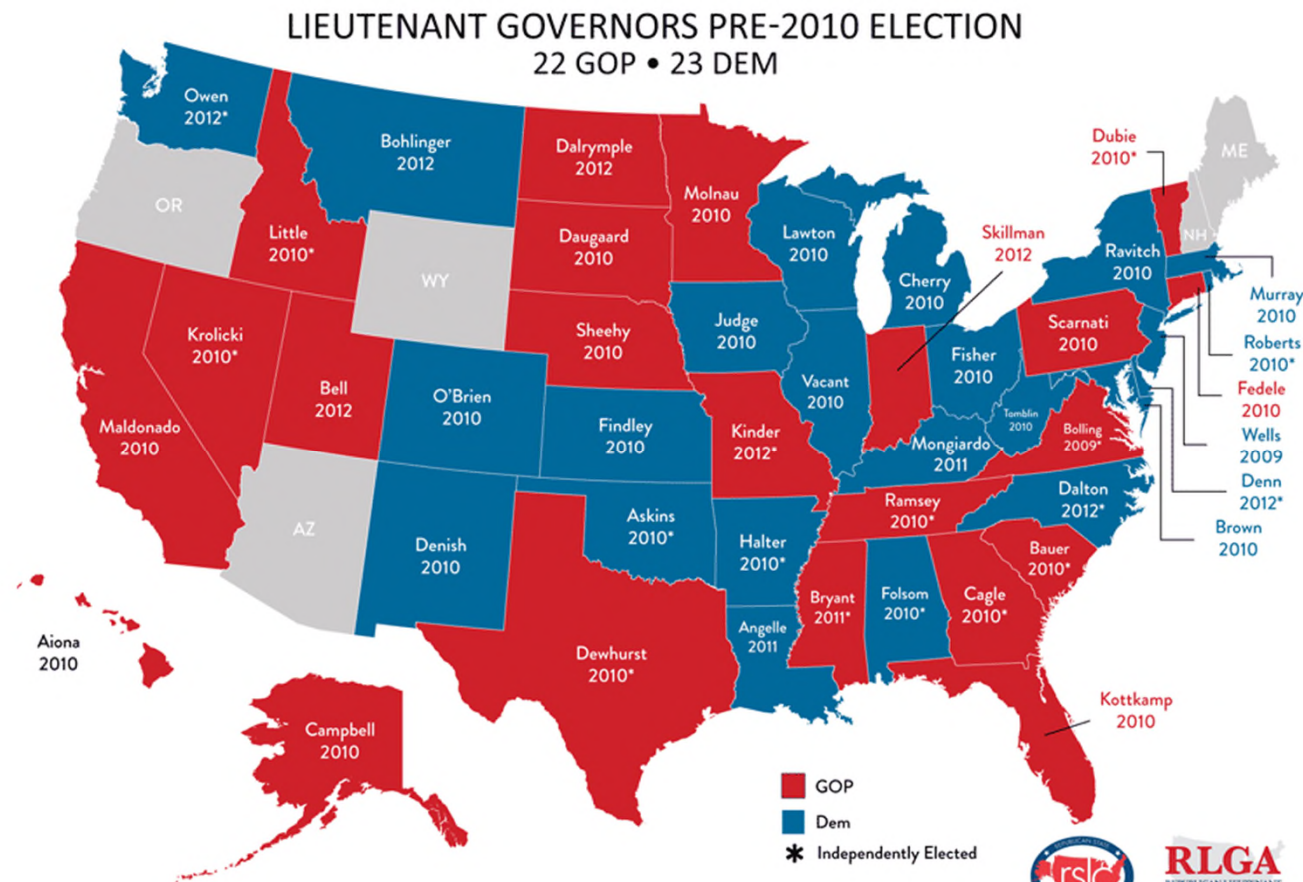 LIEUTENANT GOVERNORS PRE-2010 ELECTION
22 GOP • 23 DEM
Owen
2012*
Bohlinger
2012
Dalrymple
2012
Molnau
2010
Dubie
2010*
ME
OR
Little
2010*
WY
Daugaard
2010
Lawton
2010
Cherry
2010
Skillman
2012
Ravitch
2010
NH
Murray
2010
Krolicki
2010*
Sheehy
2010
Judge
2010
Scarnati
2010
Roberts
2010*
Maldonado
2010
Bell
2012
O'Brien
2010
Findley
2010
Kinder
2012*
Vacant
2010
Fisher
2010
Tomblin
2010
Bolling
2009*
Fedele
2010
Wells
2009
Mongiardo
2011
Denn
2012*
AZ
Denish
2010
Askins
2010*
Halter
2010*
Ramsey
2010*
Dalton
2012*
Brown
2010
Bauer
2010*
Aiona
2010
Dewhurst
2010*
Angelle
2011
Bryant
2011*
Folsom
2010*
Cagle
2010*
Campbell
2010
Kottkamp
2010
GOP
Dem
* Independently Elected
REPUBLICAN STATE
rslc
RLGA